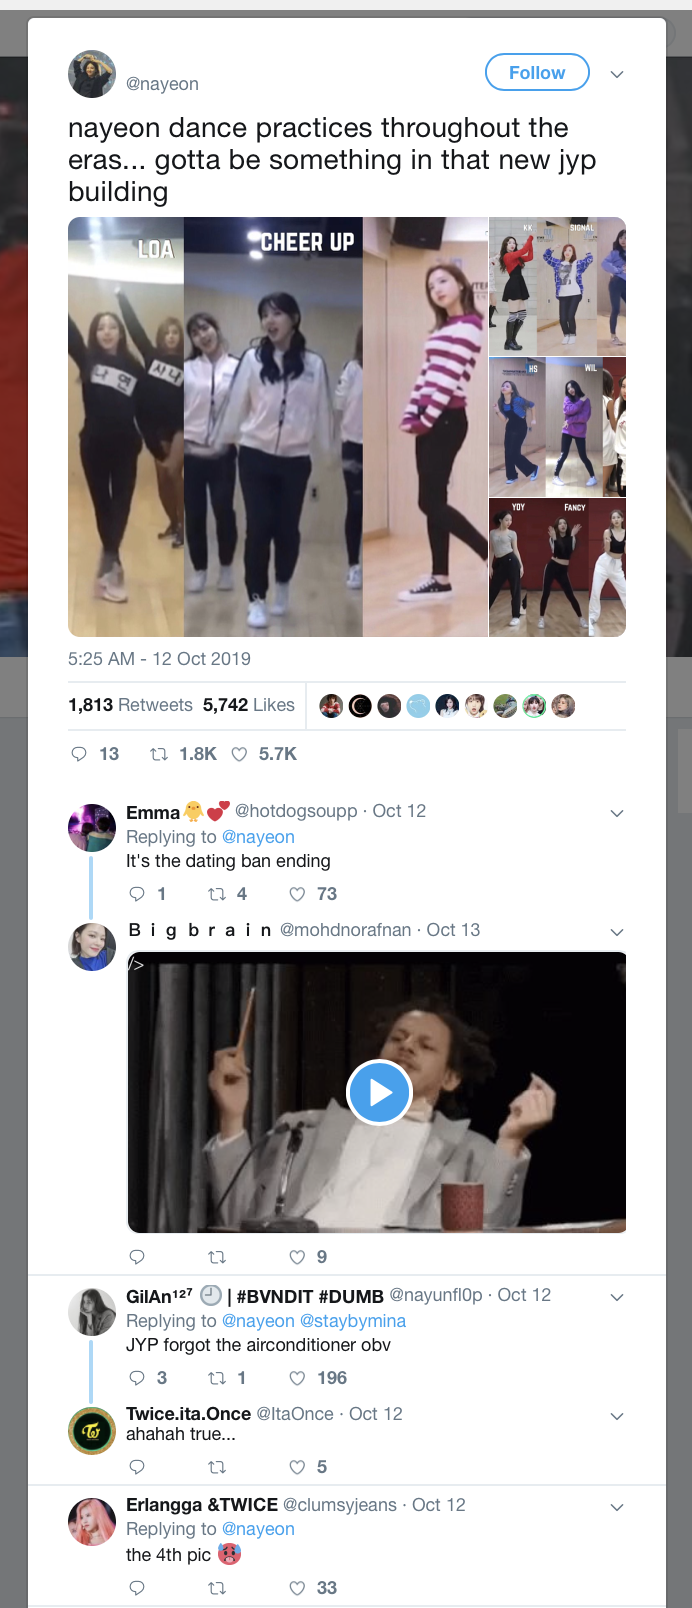 @nayeon
Follow
nayeon dance practices throughout the
eras... gotta be something in that new jyp
building
LOA
CHEER UP
KK
SIGNAL
나연
사나
HS
WIL
YOY
FANCY
5:25 AM - 12 Oct 2019
1,813 Retweets 5,742 Likes
13 1.8K 5.7K
Emma🐥💕 @hotdogsoupp · Oct 12
Replying to @nayeon
It's the dating ban ending
1 4 73
B i g b r a i n @mohdnorafnan · Oct 13
/>
9
GilAn¹²⁷ 🕘 | #BVNDIT #DUMB @nayunfl0p · Oct 12
Replying to @nayeon @staybymina
JYP forgot the airconditioner obv
3 1 196
Twice.ita.Once @ItaOnce · Oct 12
ahahah true...
5
Erlangga &TWICE @clumsyjeans · Oct 12
Replying to @nayeon
the 4th pic 🥵
33